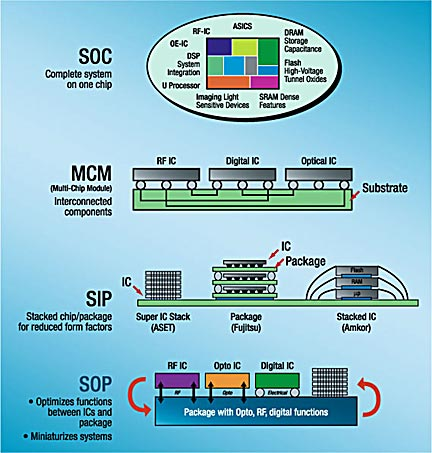 SOC
Complete system
on one chip
RF-IC
ASICS
DRAM
Storage
Capacitance
OE-IC
DSP
System
Integration
Flash
High-Voltage
Tunnel Oxides
U Processor
Imaging Light
Sensitive Devices
SRAM Dense
Features
MCM
(Multi-Chip Module)
Interconnected
components
RF IC
Digital IC
Optical IC
Substrate
SIP
Stacked chip/package
for reduced form factors
IC
IC
Package
Flash
RAM
µP
Super IC Stack
(ASET)
Package
(Fujitsu)
Stacked IC
(Amkor)
SOP
• Optimizes functions
between ICs and
package
• Miniaturizes systems
RF IC
Opto IC
Digital IC
RF
Opto
Electrical
Package with Opto, RF, digital functions